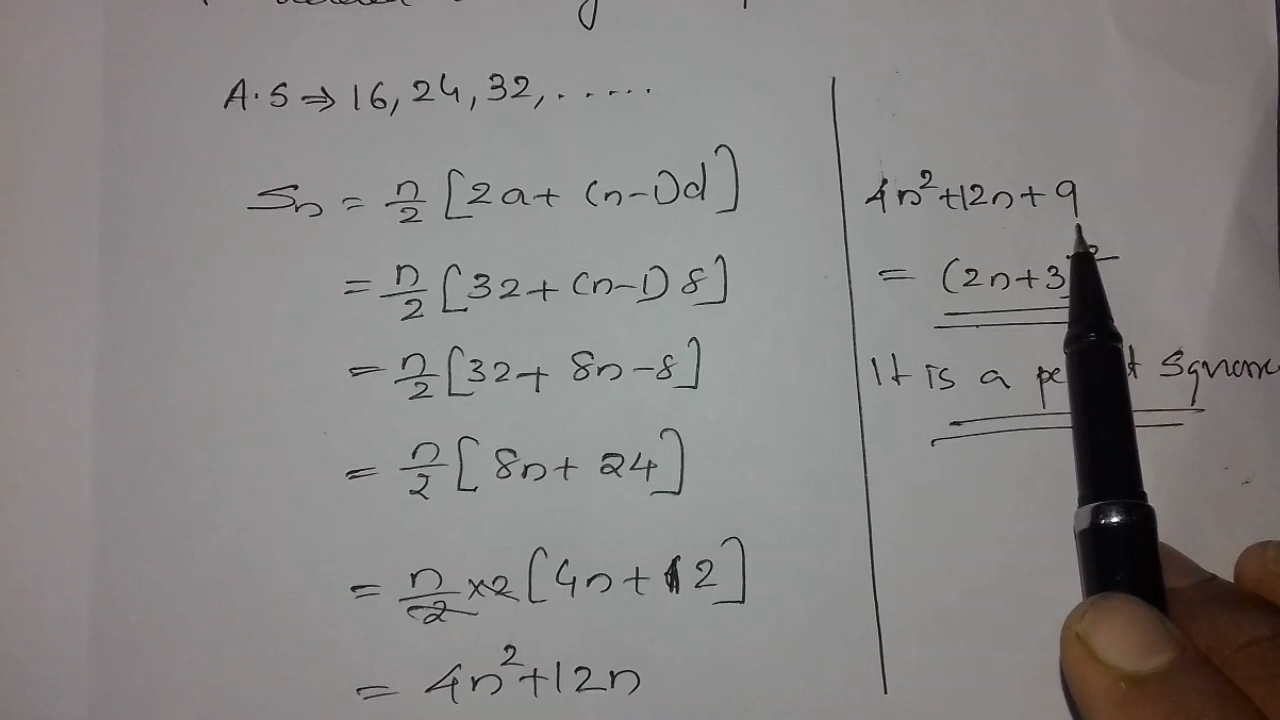 A.S ⇒ 16, 24, 32, .....
Sn = n/2 [2a + (n-1)d]
= n/2 [32 + (n-1) 8]
= n/2 [32 + 8n - 8]
= n/2 [8n + 24]
= n/2 × 2 [4n + 12]
= 4n² + 12n
4n² + 12n + 9
= (2n+3)²
It is a